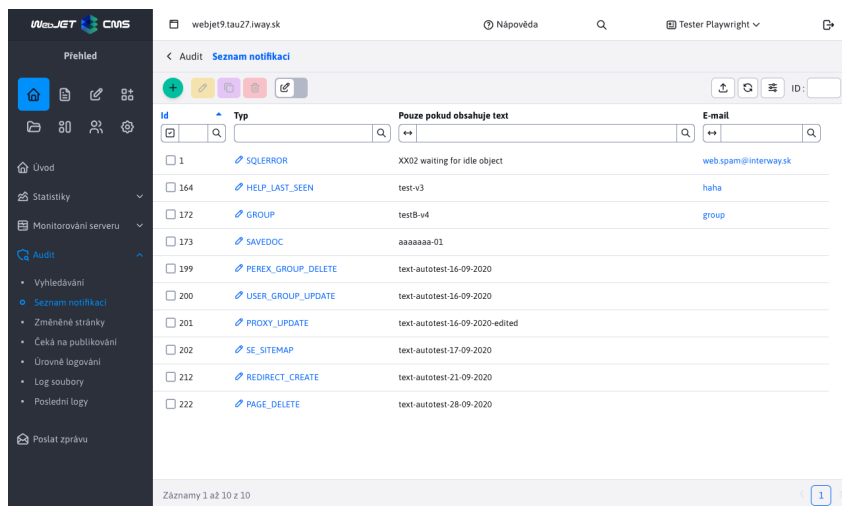 WebJET CMS
webjet9.tau27.iway.sk
Nápověda
Tester Playwright
Přehled
Úvod
Statistiky
Monitorování serveru
Audit
Vyhledávání
Seznam notifikací
Změněné stránky
Čeká na publikování
Úrovně logování
Log soubory
Poslední logy
Poslat zprávu
Audit Seznam notifikací
ID:
Id Typ Pouze pokud obsahuje text E-mail
1 SQLERROR XX02 waiting for idle object web.spam@interway.sk
164 HELP_LAST_SEEN test-v3 haha
172 GROUP testB-v4 group
173 SAVEDOC aaaaaaa-01
199 PEREX_GROUP_DELETE text-autotest-16-09-2020
200 USER_GROUP_UPDATE text-autotest-16-09-2020
201 PROXY_UPDATE text-autotest-16-09-2020-edited
202 SE_SITEMAP text-autotest-17-09-2020
212 REDIRECT_CREATE text-autotest-21-09-2020
222 PAGE_DELETE text-autotest-28-09-2020
Záznamy 1 až 10 z 10
1